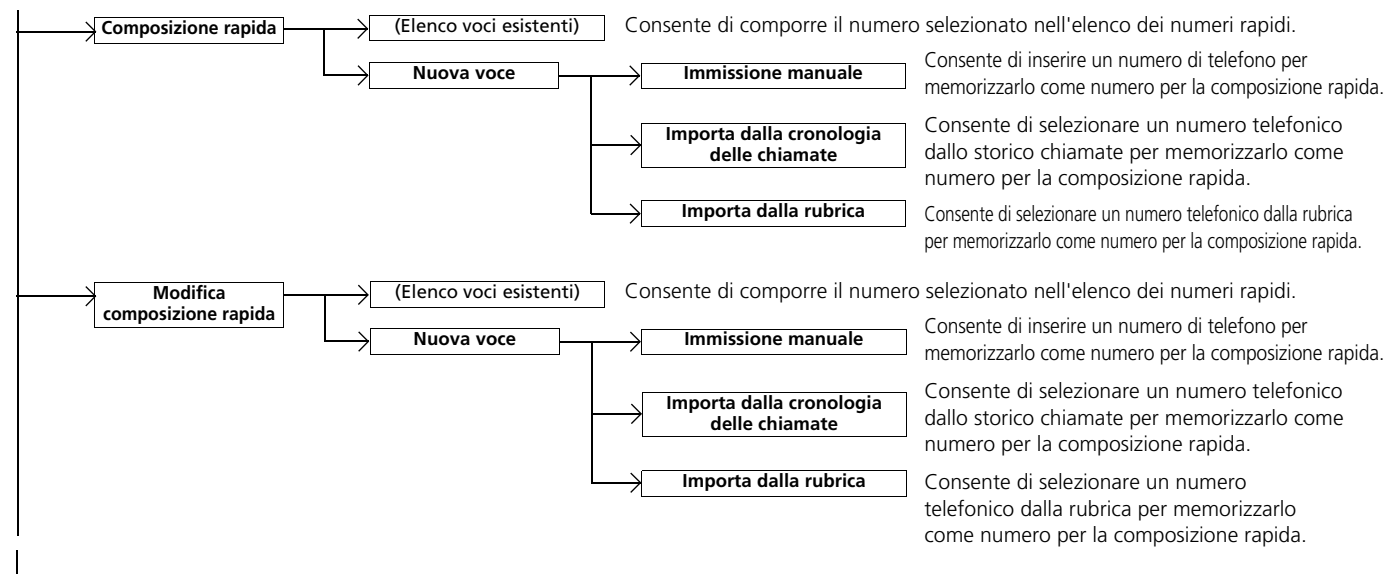 Composizione rapida
(Elenco voci esistenti)
Consente di comporre il numero selezionato nell'elenco dei numeri rapidi.
Nuova voce
Immissione manuale
Consente di inserire un numero di telefono per
memorizzarlo come numero per la composizione rapida.
Importa dalla cronologia
delle chiamate
Consente di selezionare un numero telefonico
dallo storico chiamate per memorizzarlo come
numero per la composizione rapida.
Importa dalla rubrica
Consente di selezionare un numero telefonico dalla rubrica
per memorizzarlo come numero per la composizione rapida.
Modifica
composizione rapida
(Elenco voci esistenti)
Consente di comporre il numero selezionato nell'elenco dei numeri rapidi.
Nuova voce
Immissione manuale
Consente di inserire un numero di telefono per
memorizzarlo come numero per la composizione rapida.
Importa dalla cronologia
delle chiamate
Consente di selezionare un numero telefonico
dallo storico chiamate per memorizzarlo come
numero per la composizione rapida.
Importa dalla rubrica
Consente di selezionare un numero
telefonico dalla rubrica per memorizzarlo
come numero per la composizione rapida.